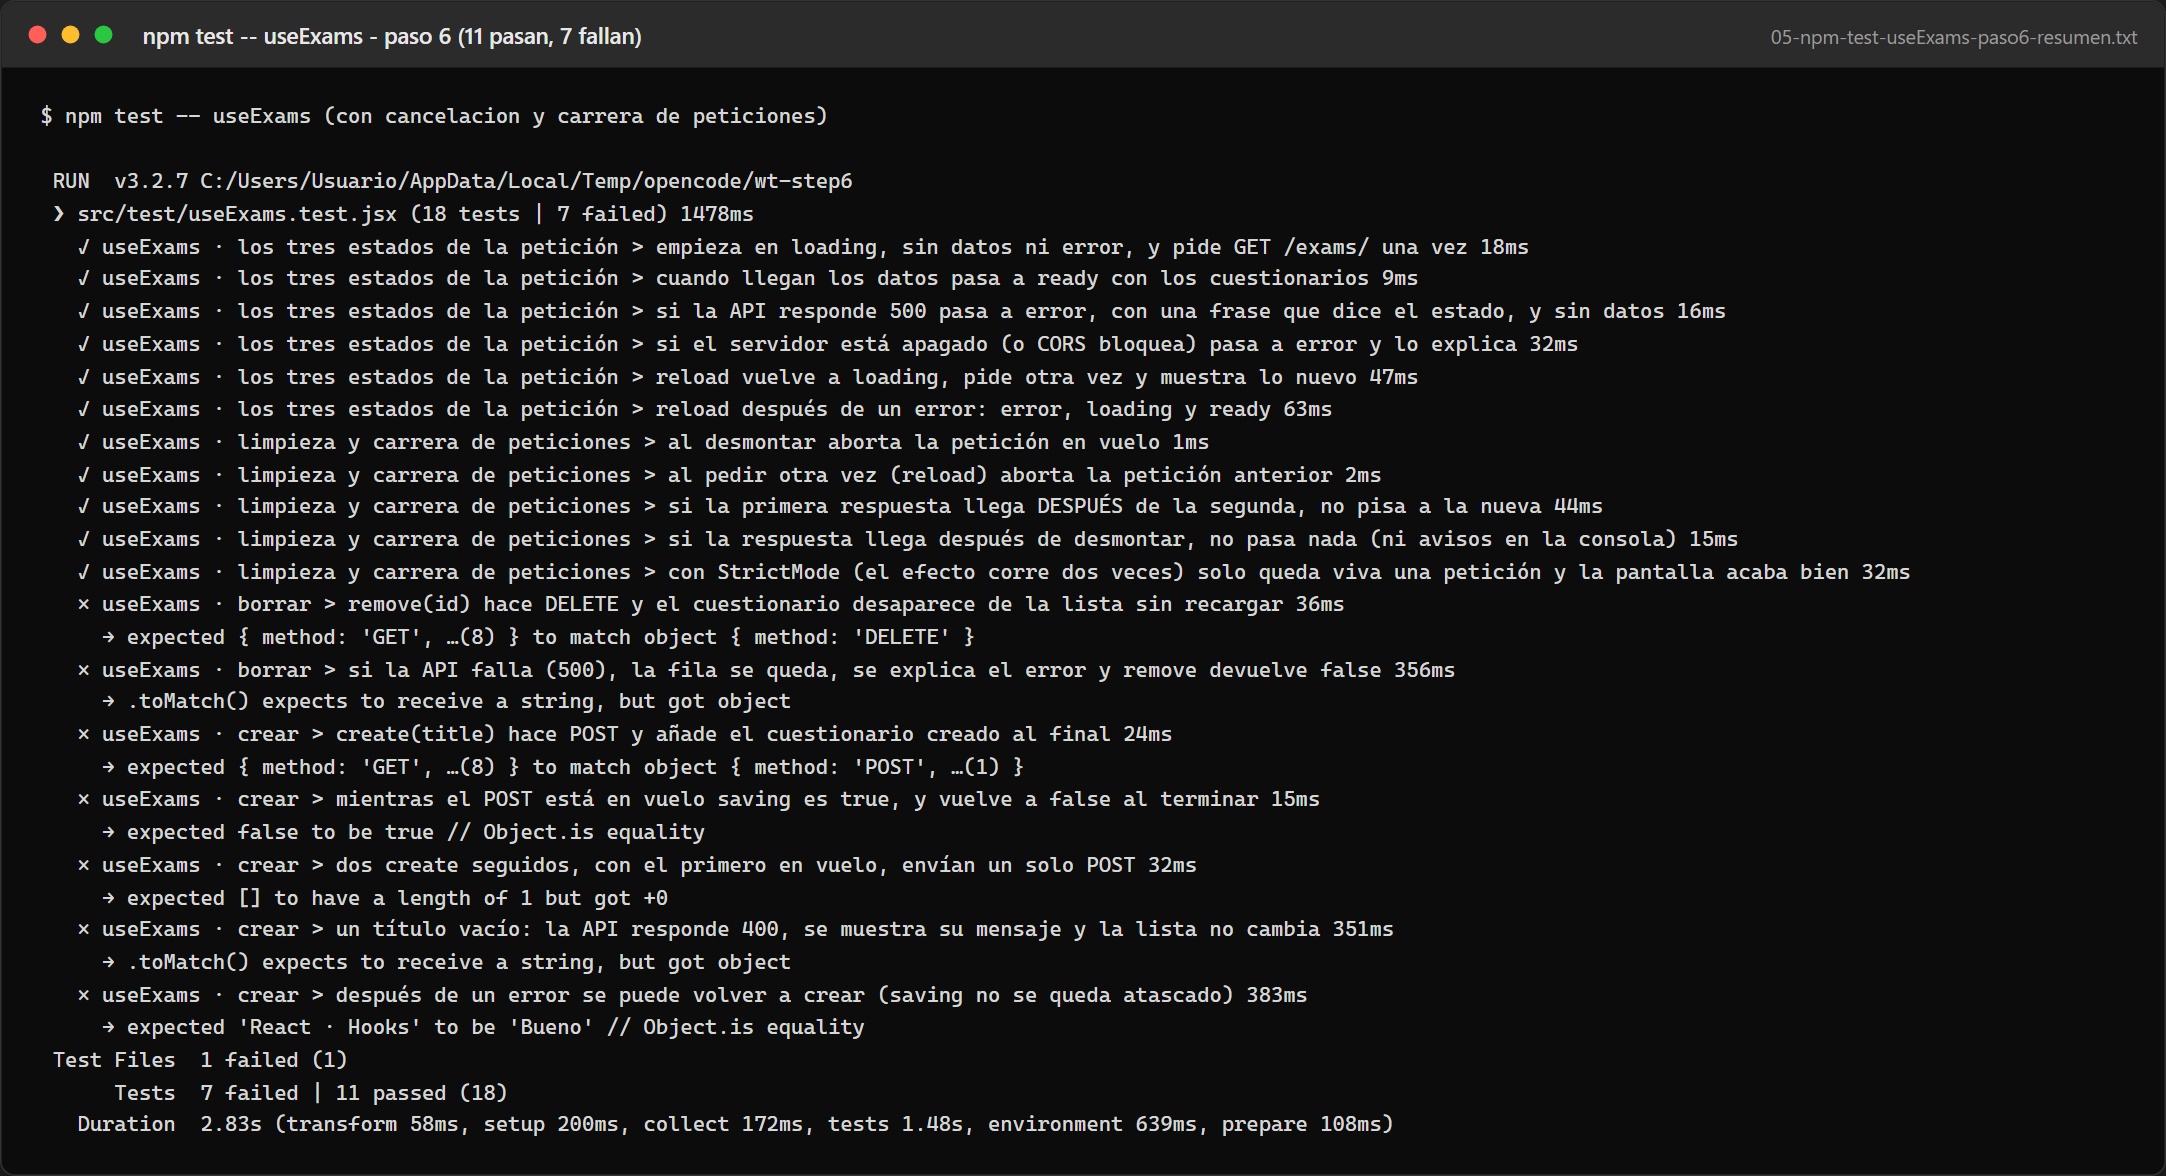 npm test -- useExams - paso 6 (11 pasan, 7 fallan)
05-npm-test-useExams-paso6-resumen.txt
$ npm test -- useExams (con cancelacion y carrera de peticiones)
RUN  v3.2.7 C:/Users/Usuario/AppData/Local/Temp/opencode/wt-step6
❯ src/test/useExams.test.jsx (18 tests | 7 failed) 1478ms
√ useExams · los tres estados de la petición > empieza en loading, sin datos ni error, y pide GET /exams/ una vez 18ms
√ useExams · los tres estados de la petición > cuando llegan los datos pasa a ready con los cuestionarios 9ms
√ useExams · los tres estados de la petición > si la API responde 500 pasa a error, con una frase que dice el estado, y sin datos 16ms
√ useExams · los tres estados de la petición > si el servidor está apagado (o CORS bloquea) pasa a error y lo explica 32ms
√ useExams · los tres estados de la petición > reload vuelve a loading, pide otra vez y muestra lo nuevo 47ms
√ useExams · los tres estados de la petición > reload después de un error: error, loading y ready 63ms
√ useExams · limpieza y carrera de peticiones > al desmontar aborta la petición en vuelo 1ms
√ useExams · limpieza y carrera de peticiones > al pedir otra vez (reload) aborta la petición anterior 2ms
√ useExams · limpieza y carrera de peticiones > si la primera respuesta llega DESPUÉS de la segunda, no pisa a la nueva 44ms
√ useExams · limpieza y carrera de peticiones > si la respuesta llega después de desmontar, no pasa nada (ni avisos en la consola) 15ms
√ useExams · limpieza y carrera de peticiones > con StrictMode (el efecto corre dos veces) solo queda viva una petición y la pantalla acaba bien 32ms
× useExams · borrar > remove(id) hace DELETE y el cuestionario desaparece de la lista sin recargar 36ms
→ expected { method: 'GET', …(8) } to match object { method: 'DELETE' }
× useExams · borrar > si la API falla (500), la fila se queda, se explica el error y remove devuelve false 356ms
→ .toMatch() expects to receive a string, but got object
× useExams · crear > create(title) hace POST y añade el cuestionario creado al final 24ms
→ expected { method: 'GET', …(8) } to match object { method: 'POST', …(1) }
× useExams · crear > mientras el POST está en vuelo saving es true, y vuelve a false al terminar 15ms
→ expected false to be true // Object.is equality
× useExams · crear > dos create seguidos, con el primero en vuelo, envían un solo POST 32ms
→ expected [] to have a length of 1 but got +0
× useExams · crear > un título vacío: la API responde 400, se muestra su mensaje y la lista no cambia 351ms
→ .toMatch() expects to receive a string, but got object
× useExams · crear > después de un error se puede volver a crear (saving no se queda atascado) 383ms
→ expected 'React · Hooks' to be 'Bueno' // Object.is equality
Test Files  1 failed (1)
Tests  7 failed | 11 passed (18)
Duration  2.83s (transform 58ms, setup 200ms, collect 172ms, tests 1.48s, environment 639ms, prepare 108ms)